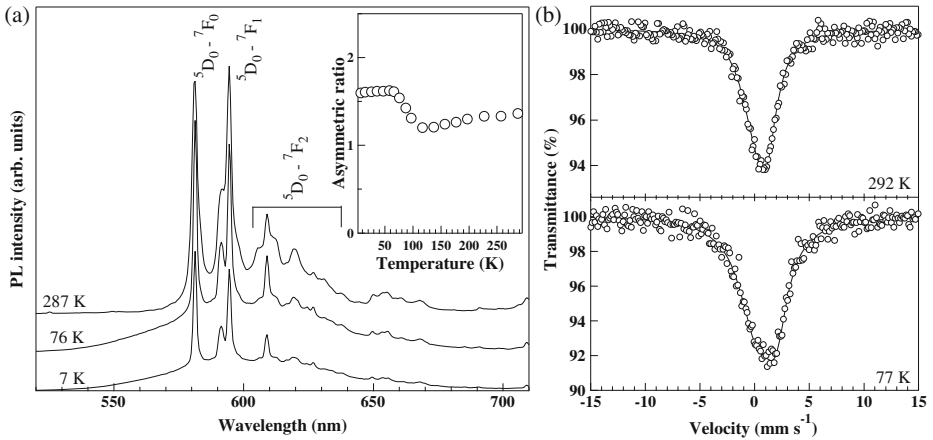 (a)
PL intensity (arb. units)
⁵D₀ - ⁷F₀
⁵D₀ - ⁷F₁
⁵D₀ - ⁷F₂
287 K
76 K
7 K
550
600
650
700
Wavelength (nm)
Asymmetric ratio
2
1
0
0 50 100 150 200 250
Temperature (K)
(b)
Transmittance (%)
100
98
96
94
292 K
100
98
96
94
92
90
77 K
-15 -10 -5 0 5 10 15
Velocity (mm s⁻¹)